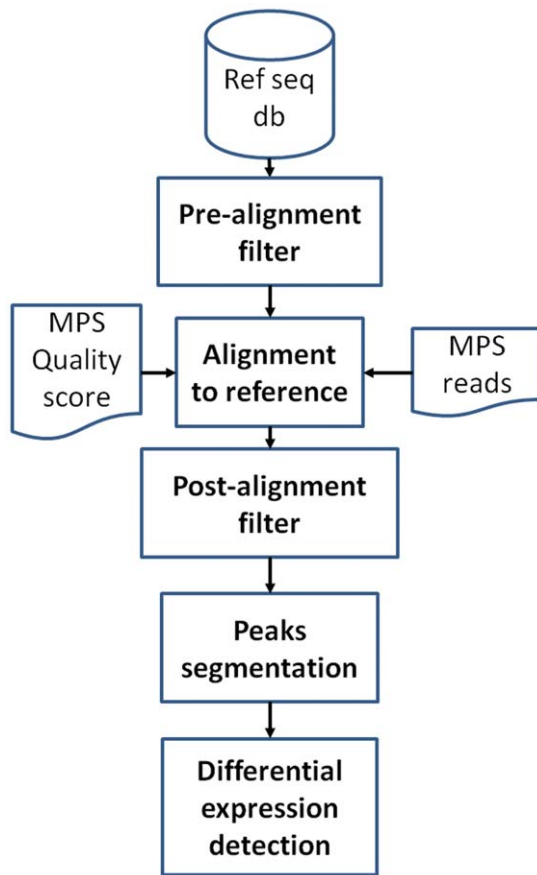 Ref seq
db
Pre-alignment
filter
MPS
Quality
score
Alignment
to reference
MPS
reads
Post-alignment
filter
Peaks
segmentation
Differential
expression
detection